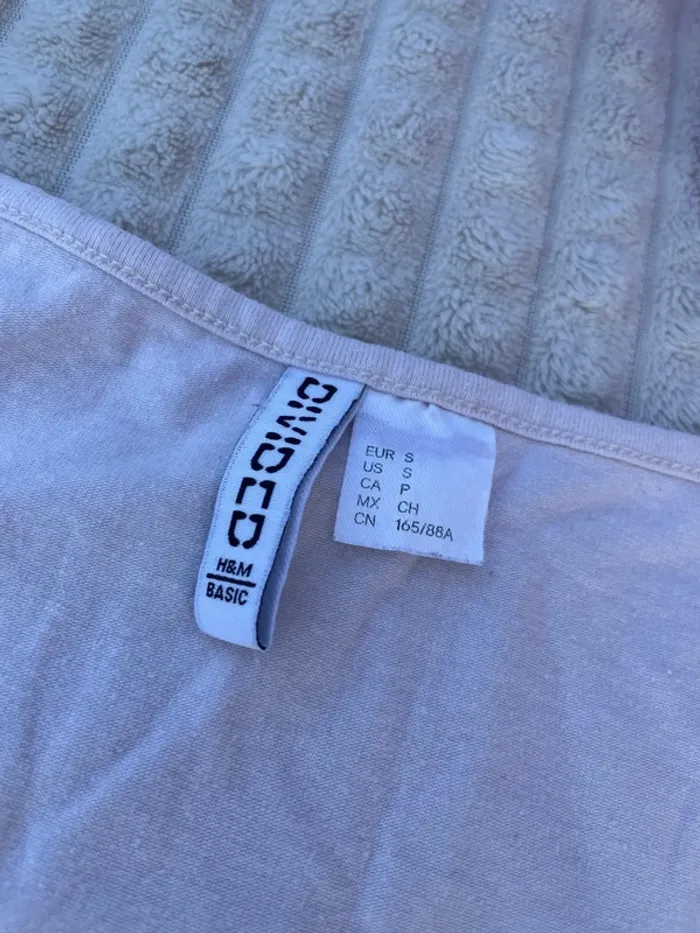 DIVIDED
H&M
BASIC
EUR S
US S
CA P
MX CH
CN 165/88A